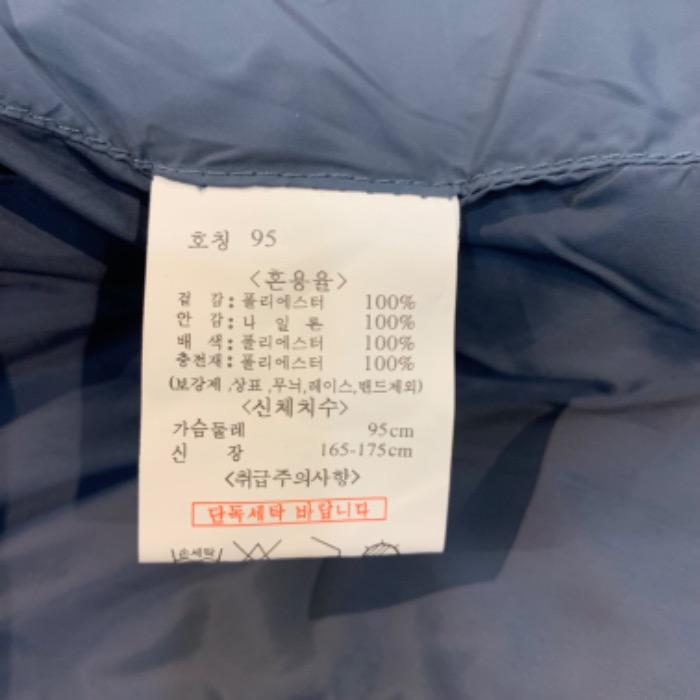 호칭 95
<혼용율>
겉 감: 폴리에스터 100%
안 감: 나 일 론 100%
배 색: 폴리에스터 100%
충전재: 폴리에스터 100%
(보강제,상표,무늬,레이스,밴드제외)
<신체치수>
가슴둘레 95cm
신 장 165-175cm
<취급주의사항>
단독세탁 바랍니다
손세탁